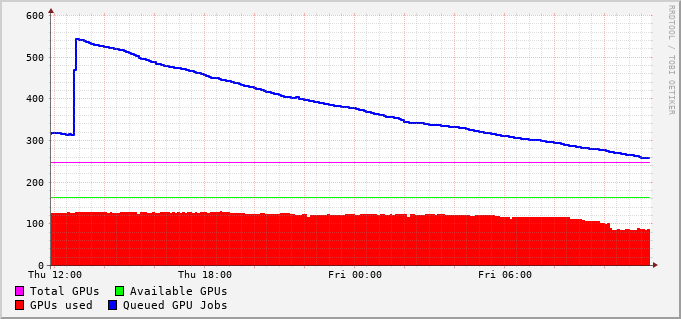 RRDTOOL / TOBI OETIKER
600
500
400
300
200
100
0
Thu 12:00 Thu 18:00 Fri 00:00 Fri 06:00
Total GPUs Available GPUs
GPUs used Queued GPU Jobs